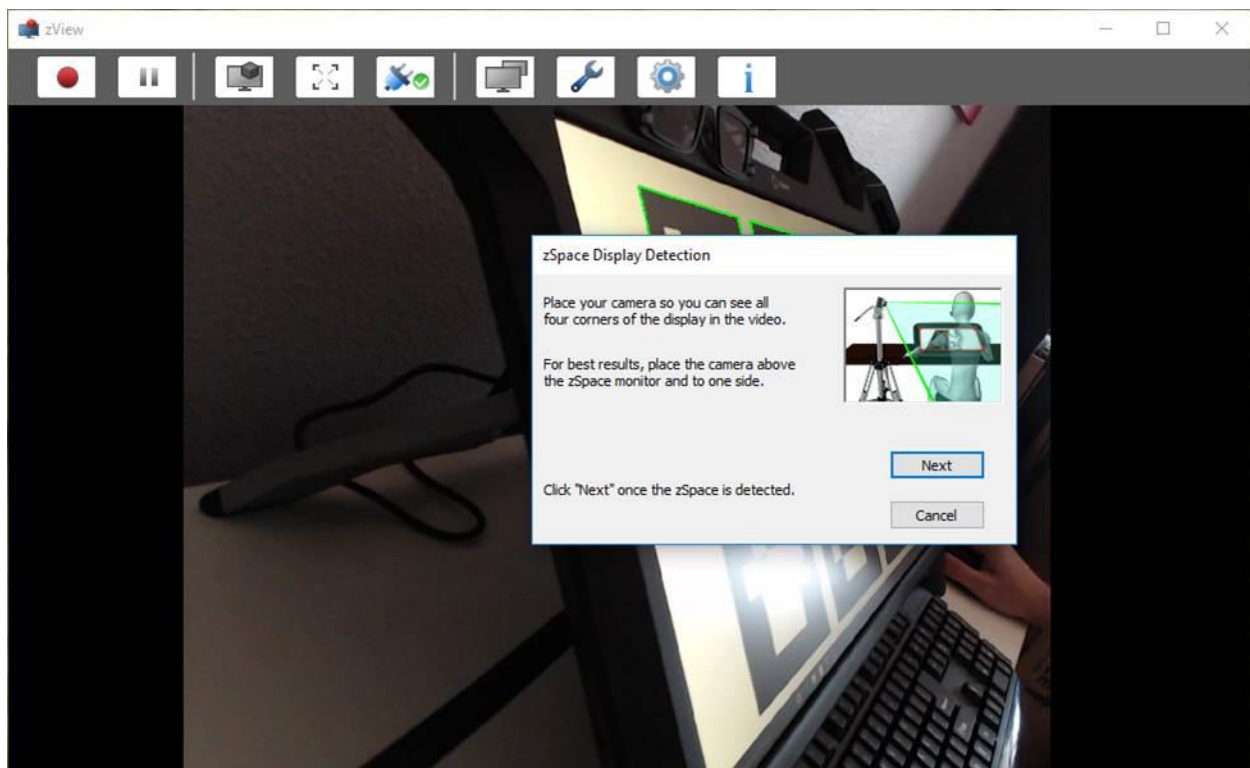 zView
i
zSpace Display Detection
Place your camera so you can see all
four corners of the display in the video.
For best results, place the camera above
the zSpace monitor and to one side.
Next
Click "Next" once the zSpace is detected.
Cancel